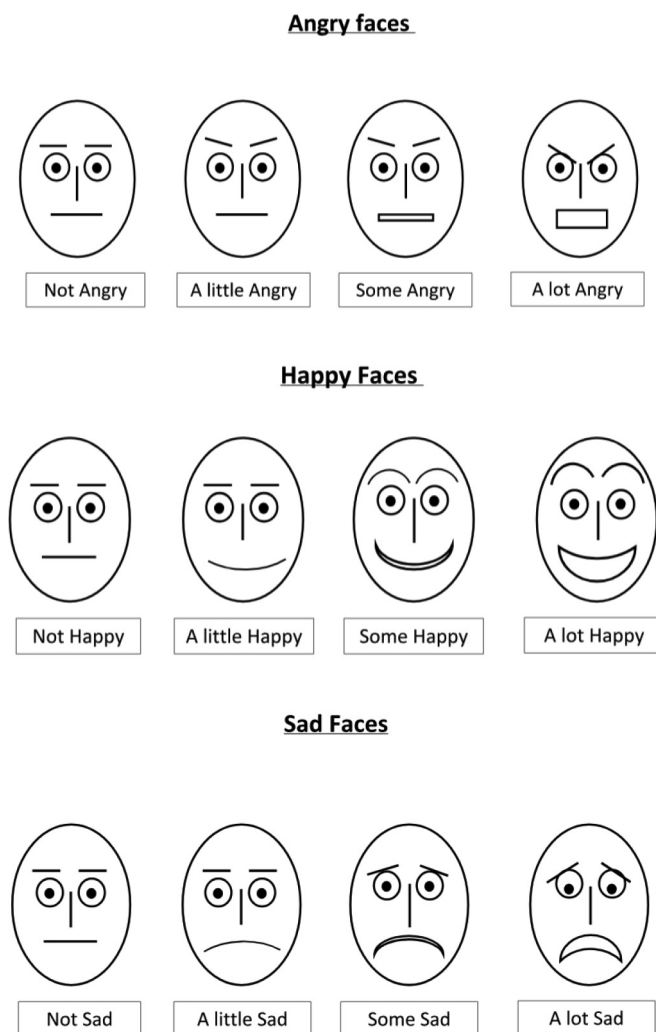 Angry faces
Not Angry
A little Angry
Some Angry
A lot Angry
Happy Faces
Not Happy
A little Happy
Some Happy
A lot Happy
Sad Faces
Not Sad
A little Sad
Some Sad
A lot Sad